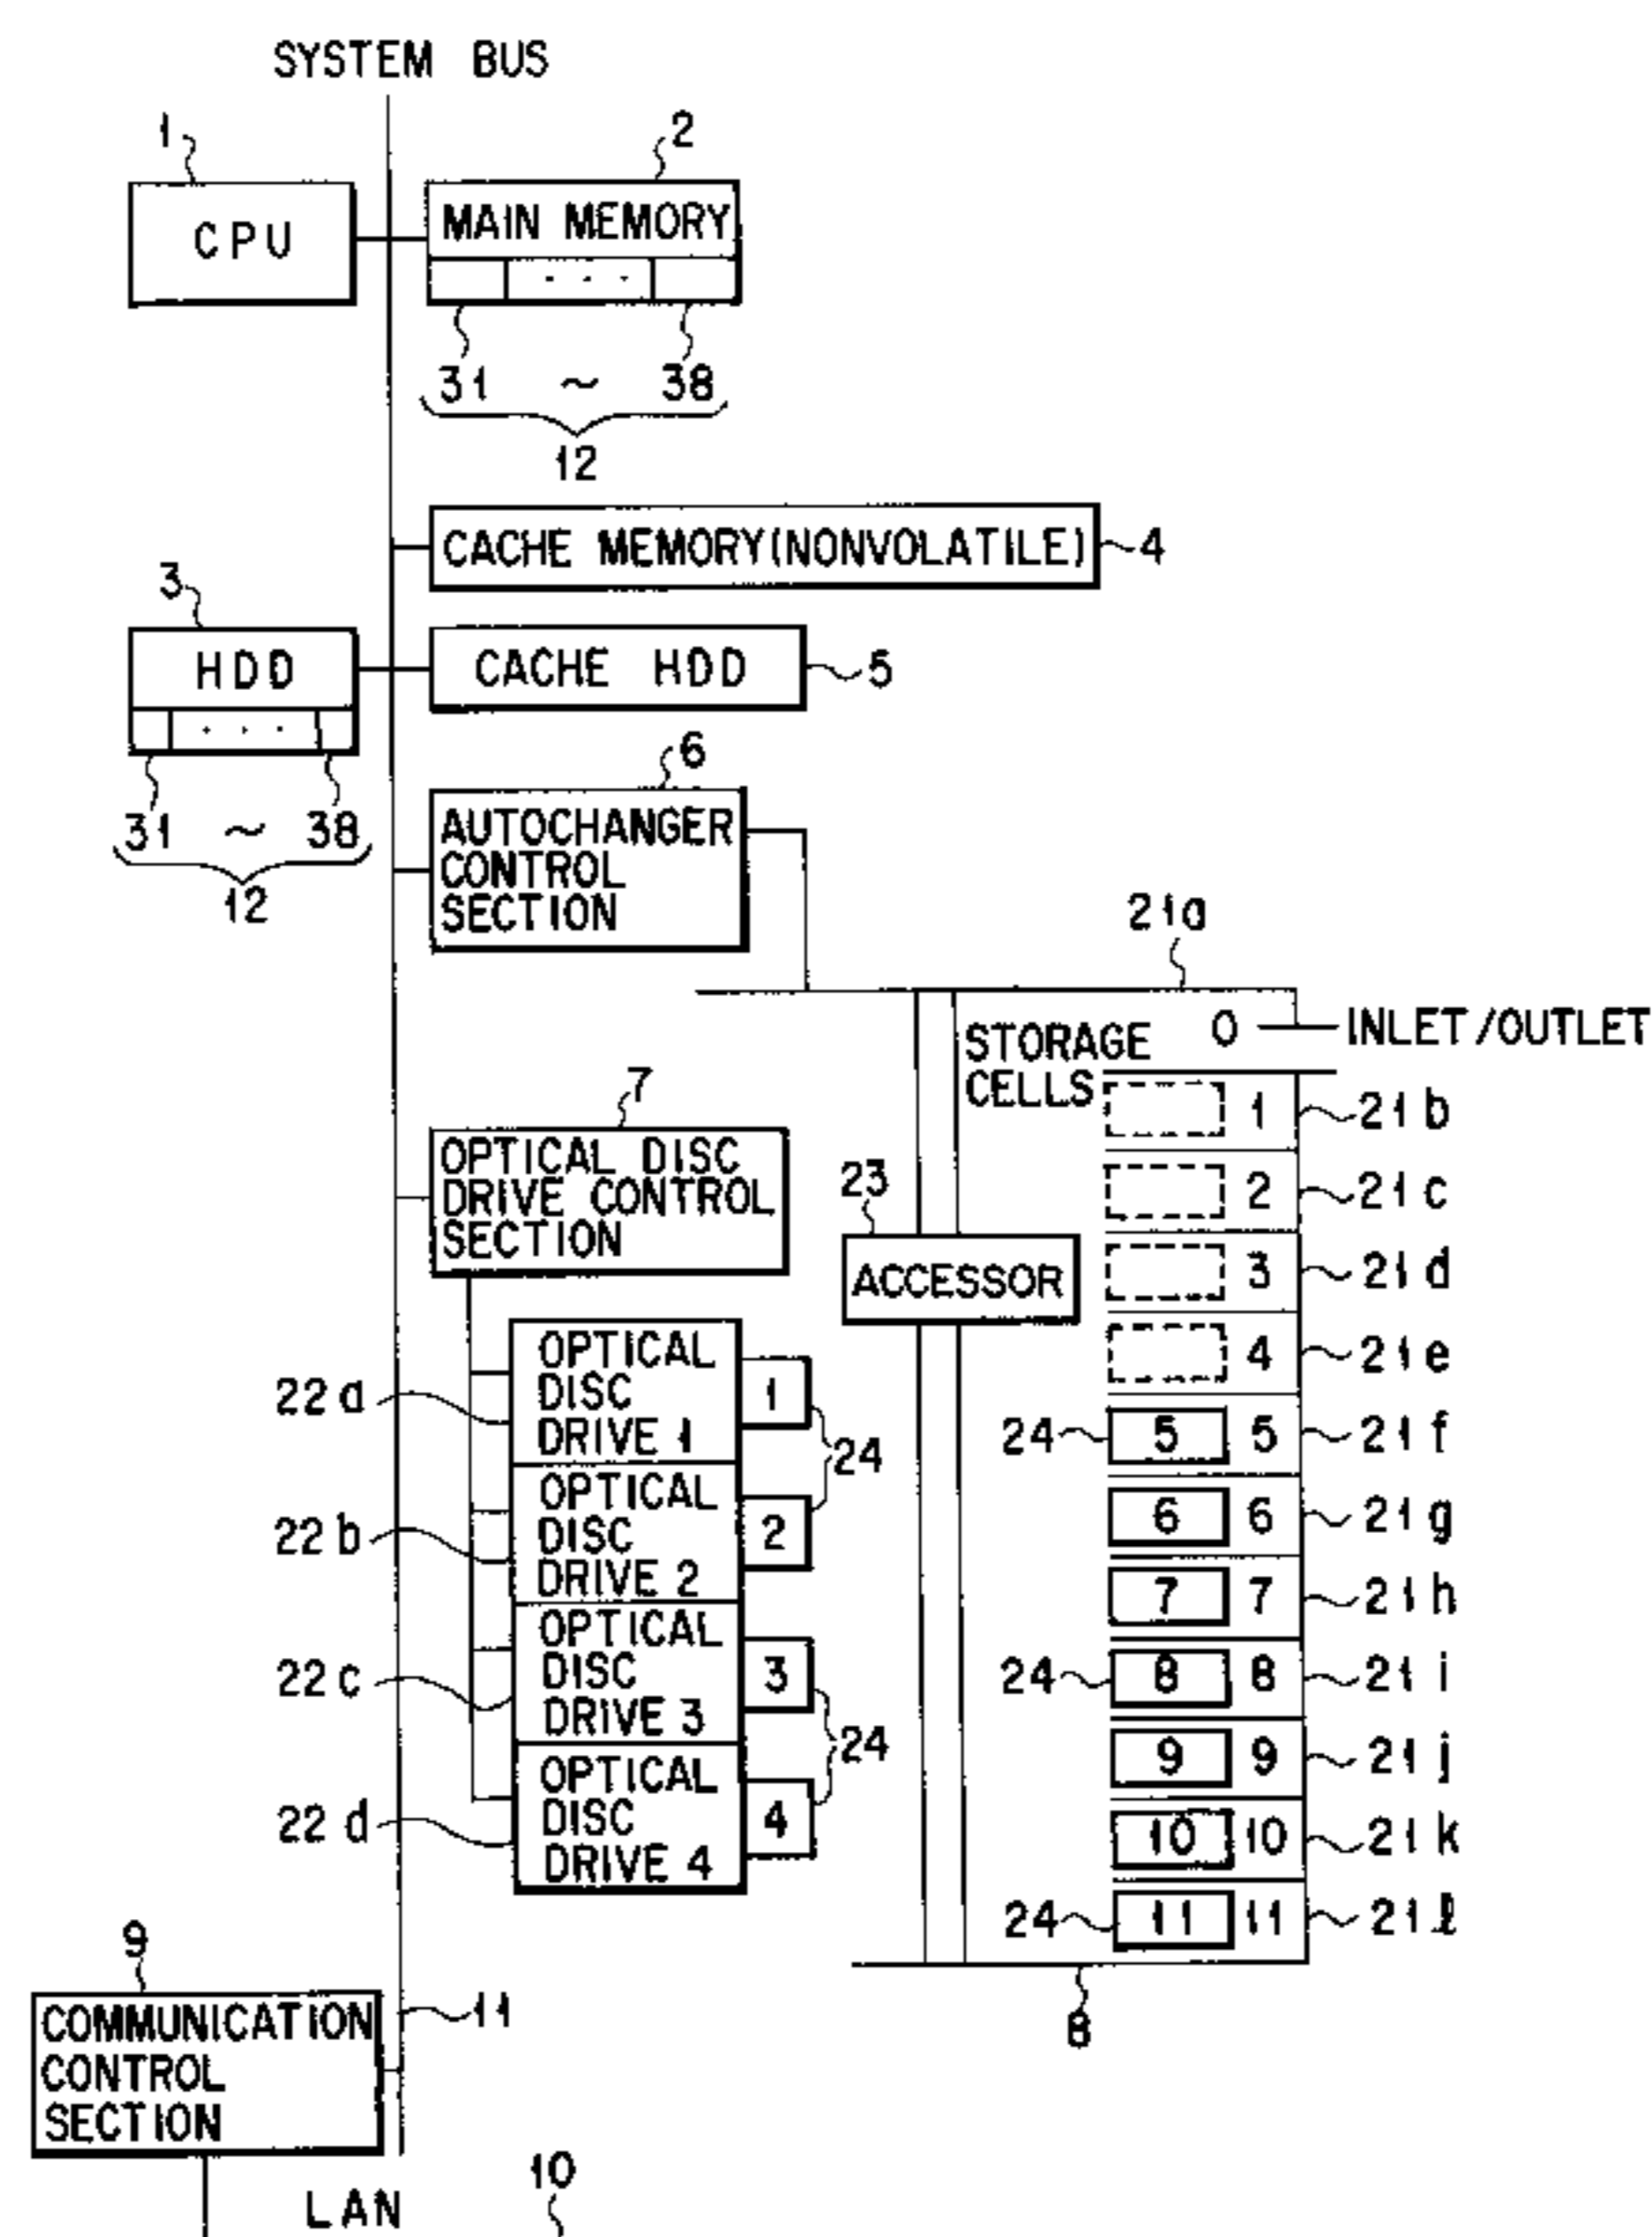 SYSTEM BUS
1
2
CPU
MAIN MEMORY
31 ~ 38
12
CACHE MEMORY(NONVOLATILE)
4
3
HDD
CACHE HDD
5
31 ~ 38
12
6
AUTOCHANGER
CONTROL
SECTION
21a
STORAGE
CELLS
0
INLET/OUTLET
7
OPTICAL DISC
DRIVE CONTROL
SECTION
23
ACCESSOR
1 21b
2 21c
3 21d
4 21e
24 5 5 21f
6 6 21g
7 7 21h
24 8 8 21i
9 9 21j
10 10 21k
24 11 11 21l
8
22a
OPTICAL
DISC
DRIVE 1
1
24
22b
OPTICAL
DISC
DRIVE 2
2
22c
OPTICAL
DISC
DRIVE 3
3
24
22d
OPTICAL
DISC
DRIVE 4
4
9
COMMUNICATION
CONTROL
SECTION
11
LAN
10